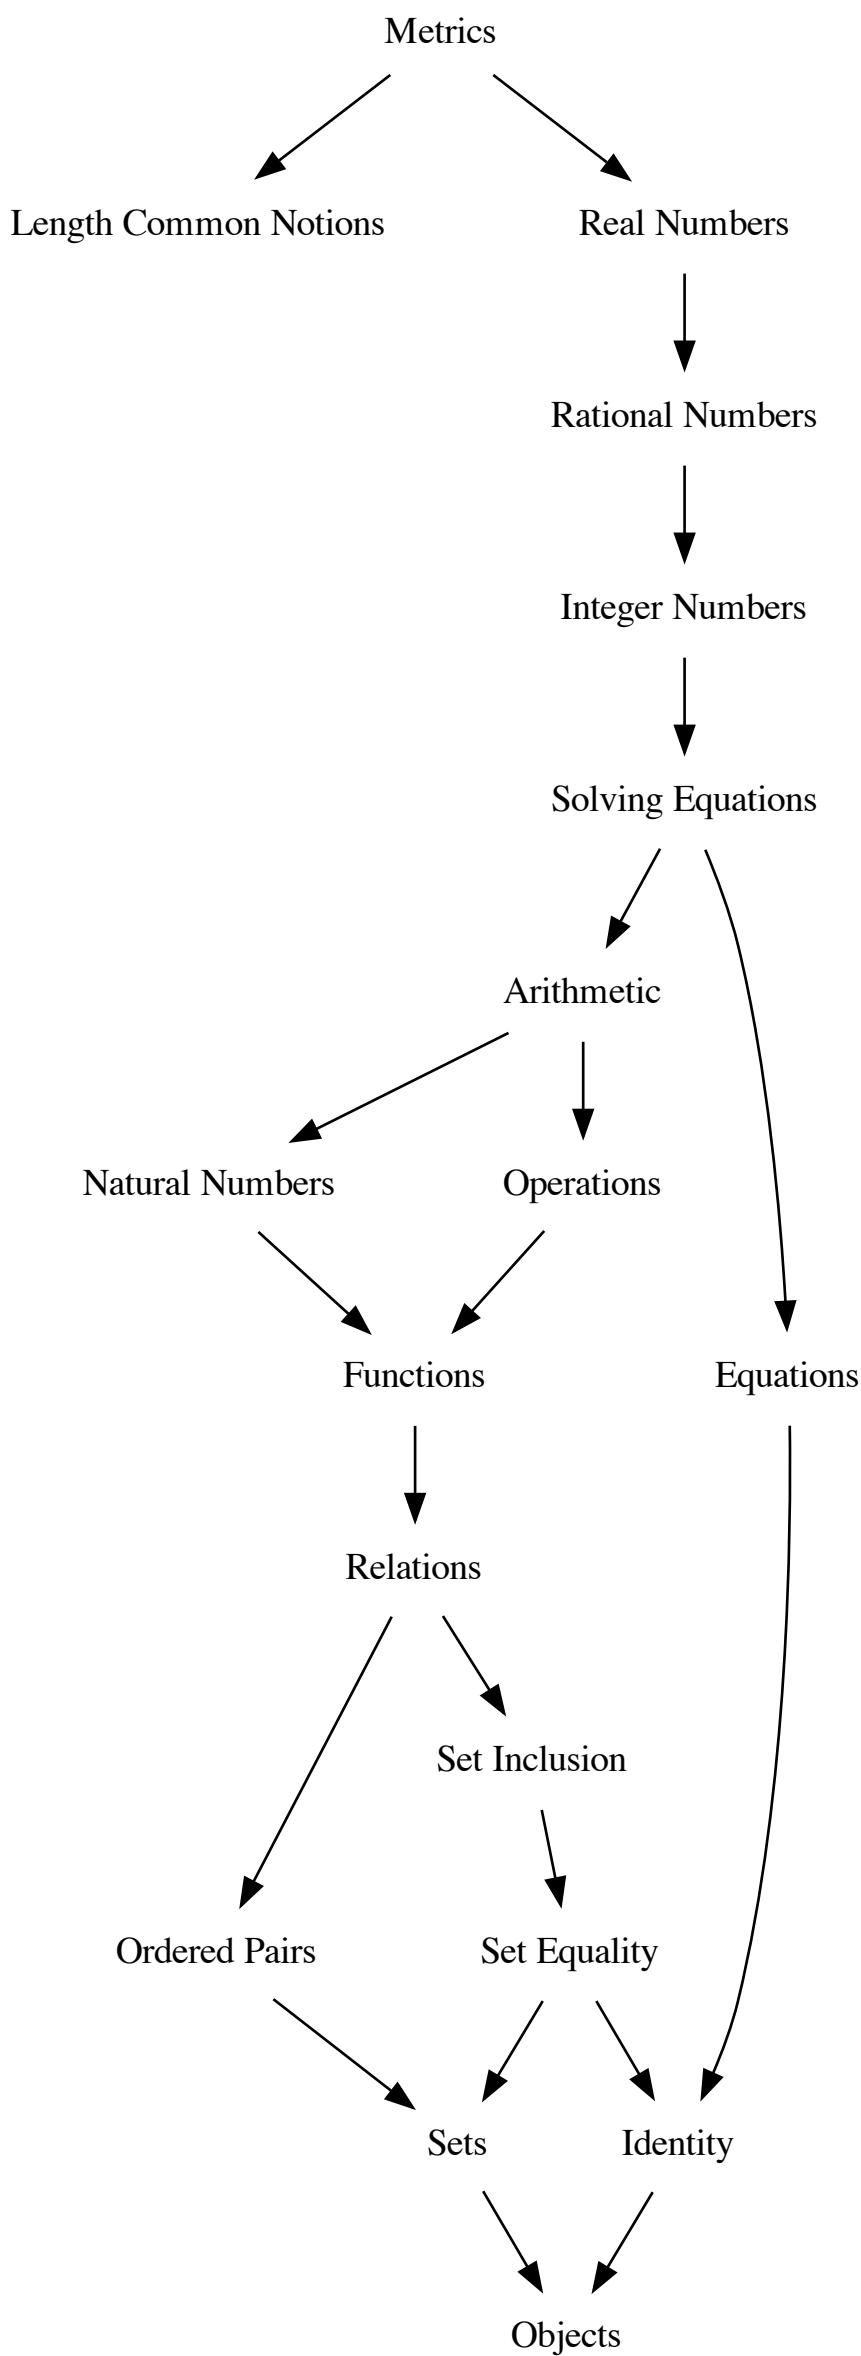 Metrics
Length Common Notions
Real Numbers
Rational Numbers
Integer Numbers
Solving Equations
Arithmetic
Natural Numbers
Operations
Functions
Equations
Relations
Set Inclusion
Ordered Pairs
Set Equality
Sets
Identity
Objects